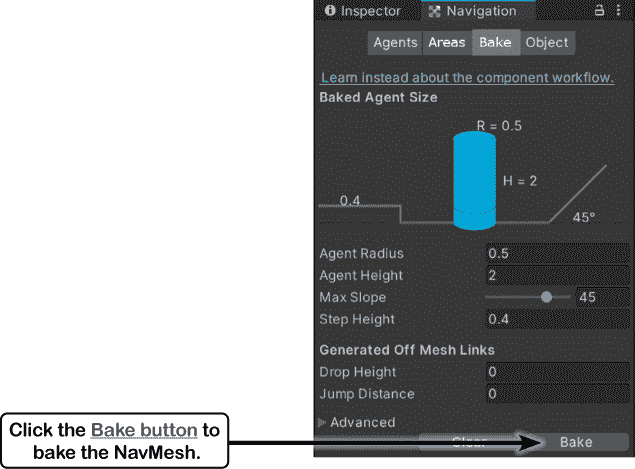 Inspector Navigation
Agents Areas Bake Object
Learn instead about the component workflow.
Baked Agent Size
R = 0.5
H = 2
0.4
45°
Agent Radius 0.5
Agent Height 2
Max Slope 45
Step Height 0.4
Generated Off Mesh Links
Drop Height 0
Jump Distance 0
Advanced
Clear Bake
Click the Bake button to
bake the NavMesh.